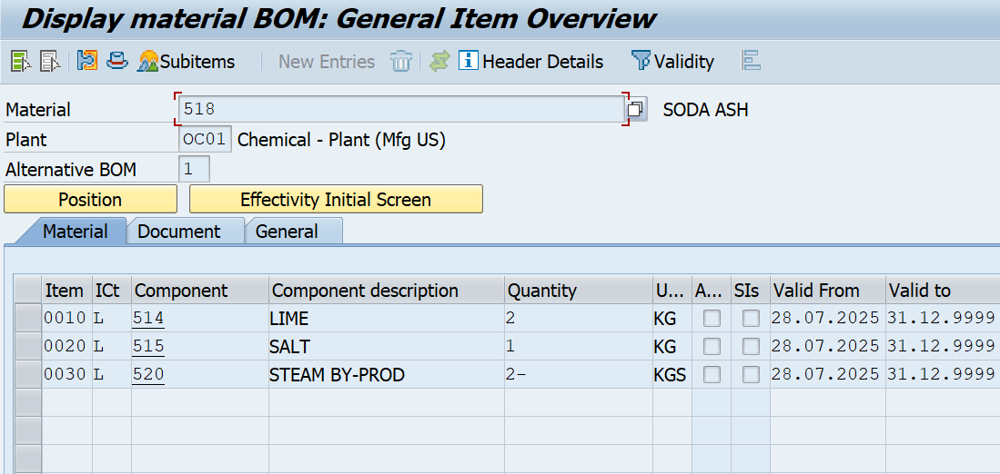 Display material BOM: General Item Overview
Subitems New Entries Header Details Validity
Material 518 SODA ASH
Plant OC01 Chemical - Plant (Mfg US)
Alternative BOM 1
Position Effectivity Initial Screen
Material Document General
Item ICt Component Component description Quantity U... A... SIs Valid From Valid to
0010 L 514 LIME 2 KG 28.07.2025 31.12.9999
0020 L 515 SALT 1 KG 28.07.2025 31.12.9999
0030 L 520 STEAM BY-PROD 2- KGS 28.07.2025 31.12.9999